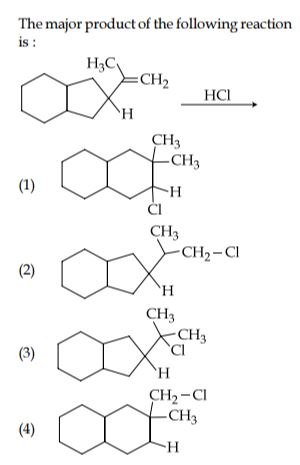 The major product of the following reaction
is :
H₃C
CH₂
H
HCl
(1)
CH₃
CH₃
H
Cl
(2)
CH₃
CH₂–Cl
H
(3)
CH₃
CH₃
Cl
H
(4)
CH₂–Cl
CH₃
H